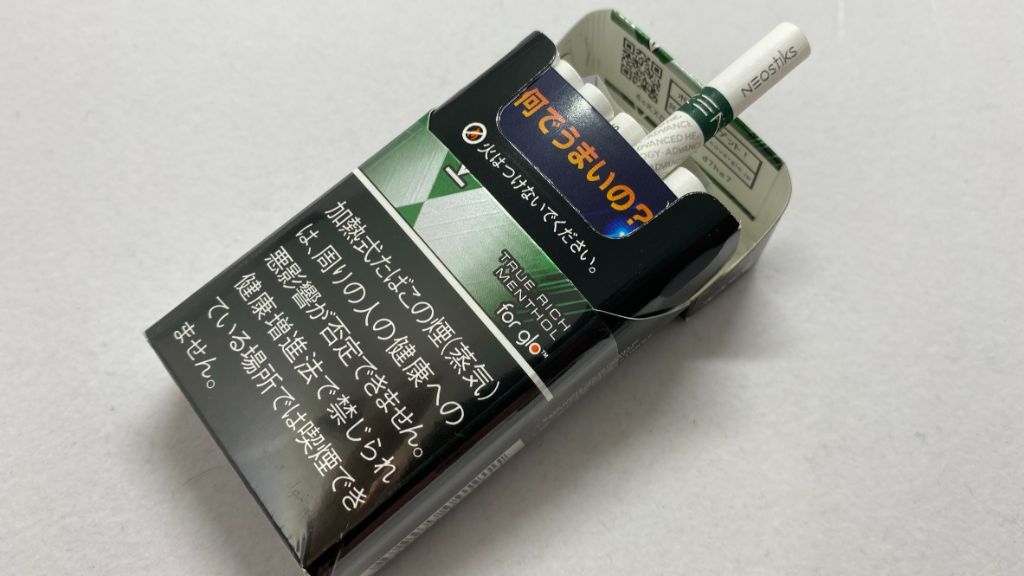 NEOstiks
何でうまいの?
火はつけないでください。
TRUE RICH
MENTHOL
for glo™
加熱式たばこの煙(蒸気)
は、周りの人の健康への
悪影響が否定できません。
健康増進法で禁じられ
ている場所では喫煙でき
ません。